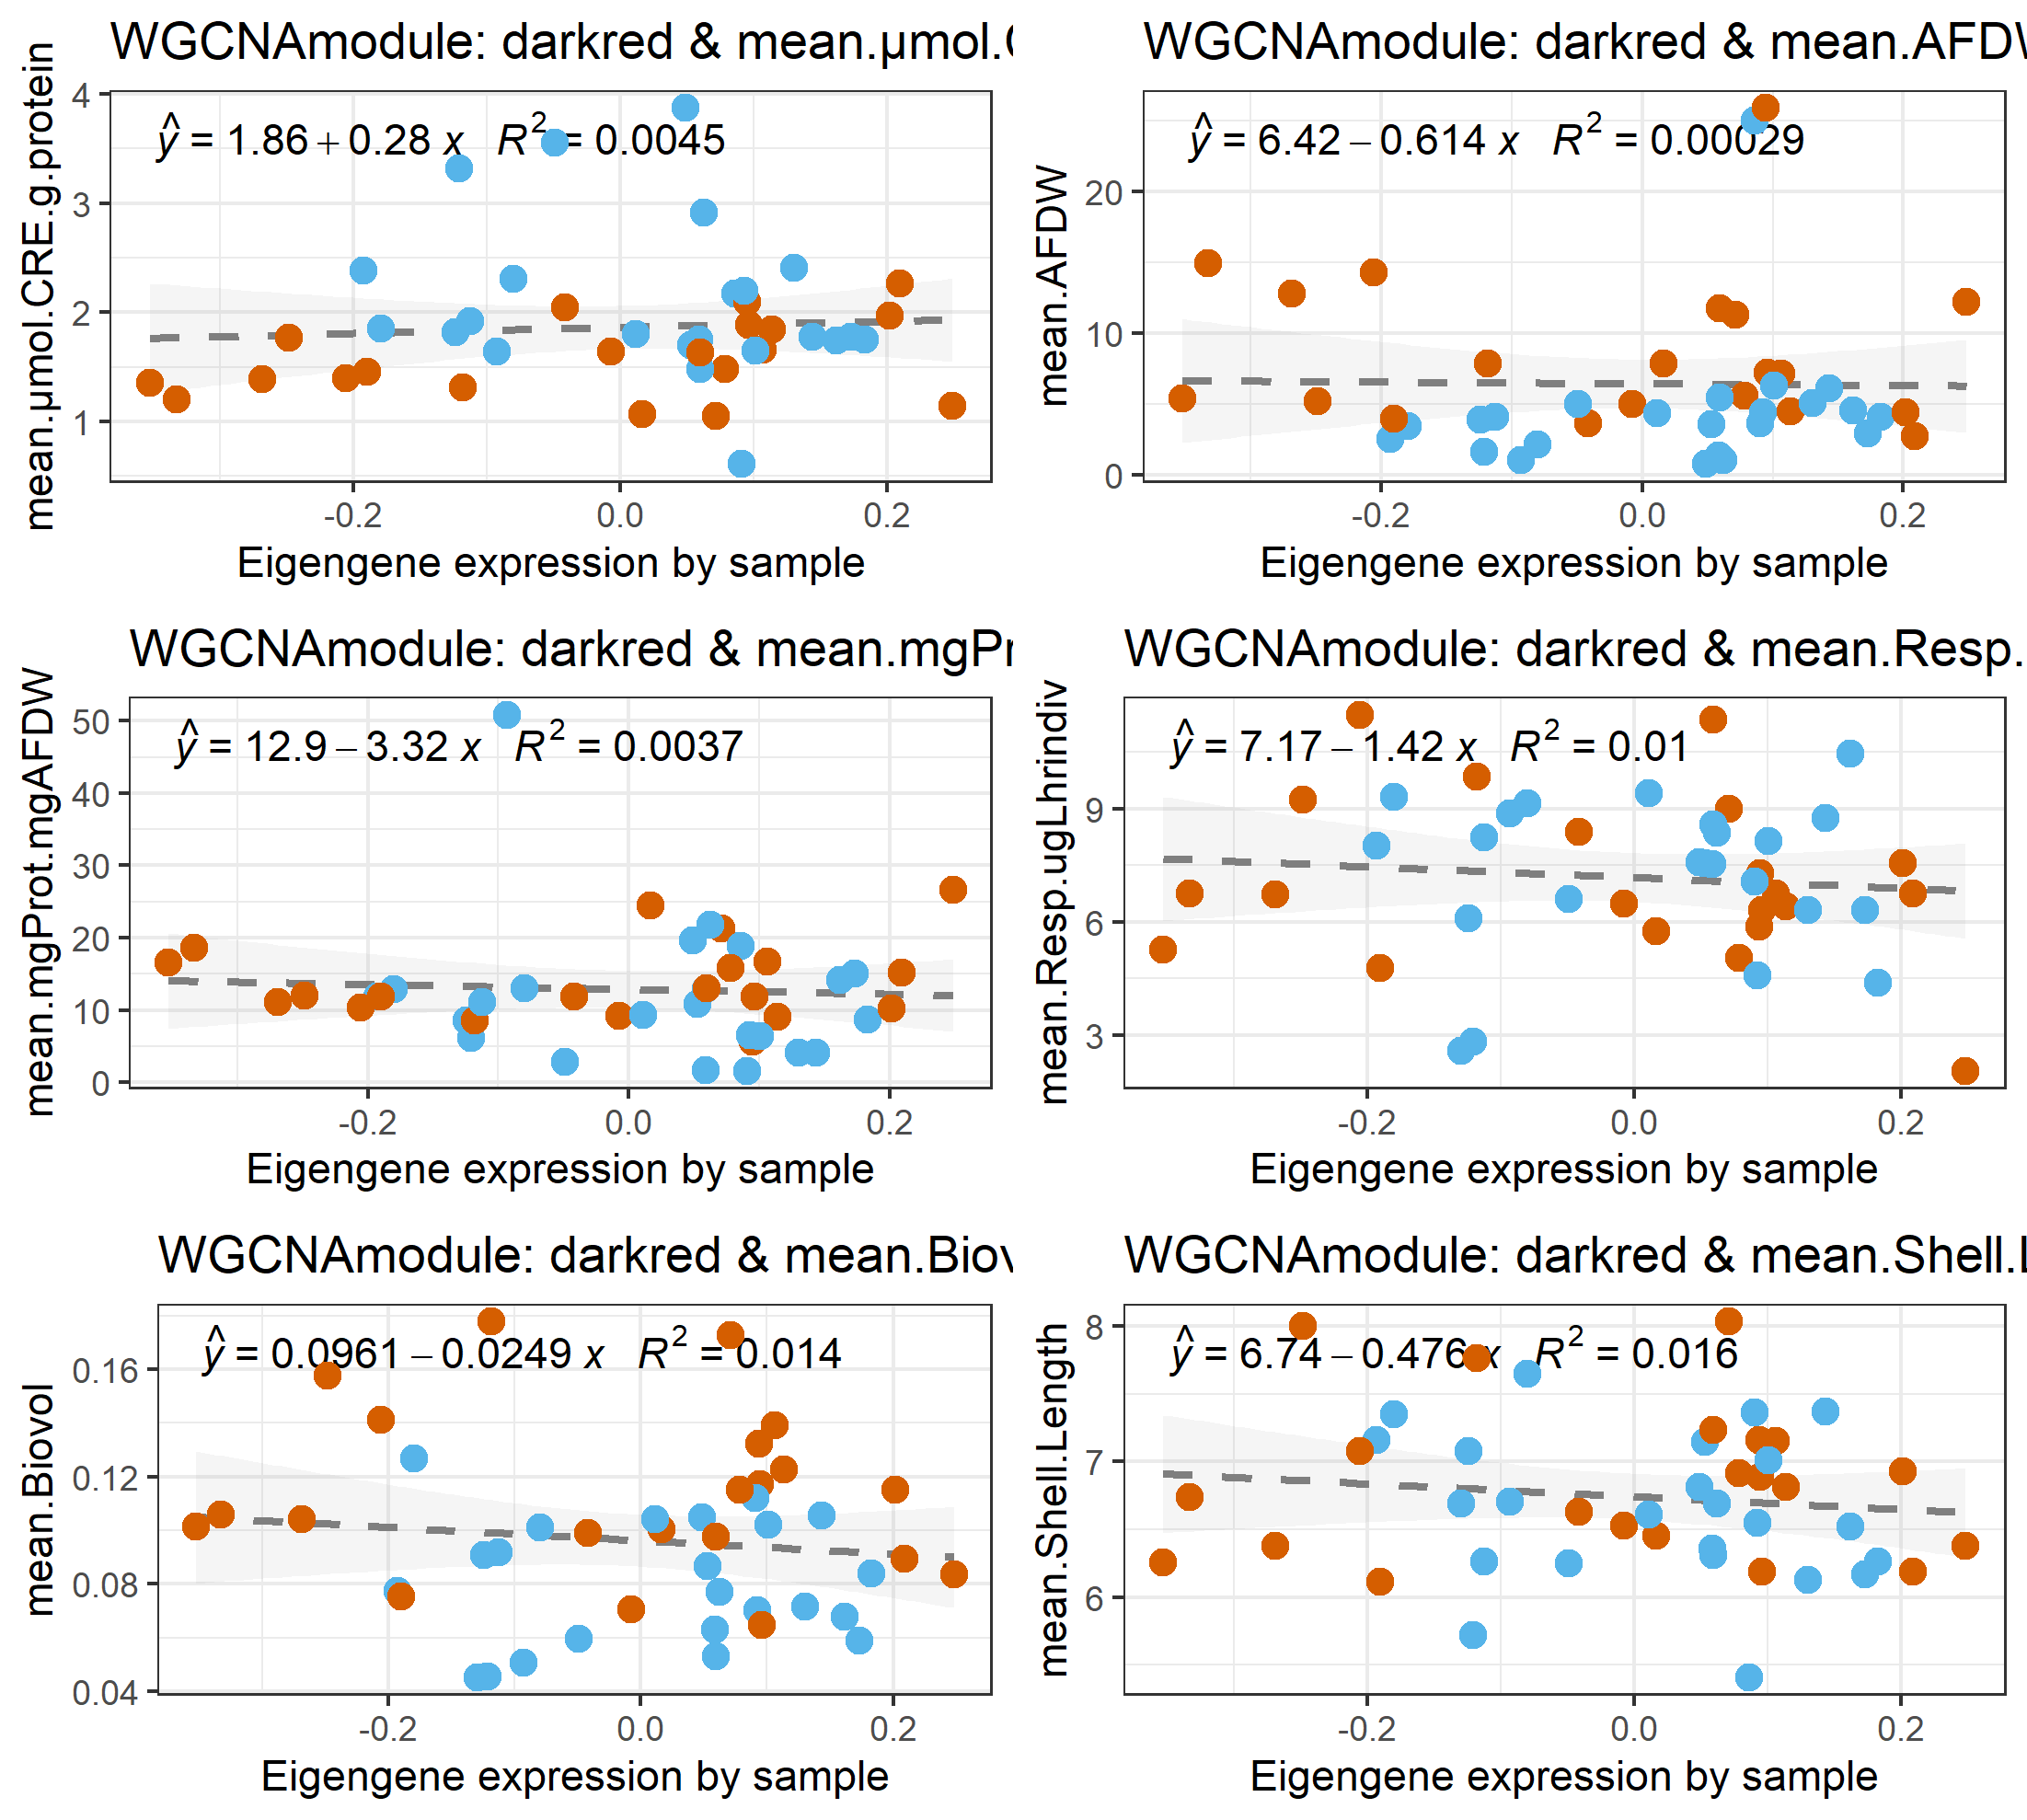 WGCNAmodule: darkred & mean.µmol.C
mean.µmol.CRE.g.protein
ŷ = 1.86 + 0.28 x R² = 0.0045
4
3
2
1
-0.2 0.0 0.2
Eigengene expression by sample
WGCNAmodule: darkred & mean.AFDW
mean.AFDW
ŷ = 6.42 − 0.614 x R² = 0.00029
20
10
0
-0.2 0.0 0.2
Eigengene expression by sample
WGCNAmodule: darkred & mean.mgPr
mean.mgProt.mgAFDW
ŷ = 12.9 − 3.32 x R² = 0.0037
50
40
30
20
10
0
-0.2 0.0 0.2
Eigengene expression by sample
WGCNAmodule: darkred & mean.Resp.
mean.Resp.ugLhrindiv
ŷ = 7.17 − 1.42 x R² = 0.01
9
6
3
-0.2 0.0 0.2
Eigengene expression by sample
WGCNAmodule: darkred & mean.Biov
mean.Biovol
ŷ = 0.0961 − 0.0249 x R² = 0.014
0.16
0.12
0.08
0.04
-0.2 0.0 0.2
Eigengene expression by sample
WGCNAmodule: darkred & mean.Shell.L
mean.Shell.Length
ŷ = 6.74 − 0.476 x R² = 0.016
8
7
6
-0.2 0.0 0.2
Eigengene expression by sample